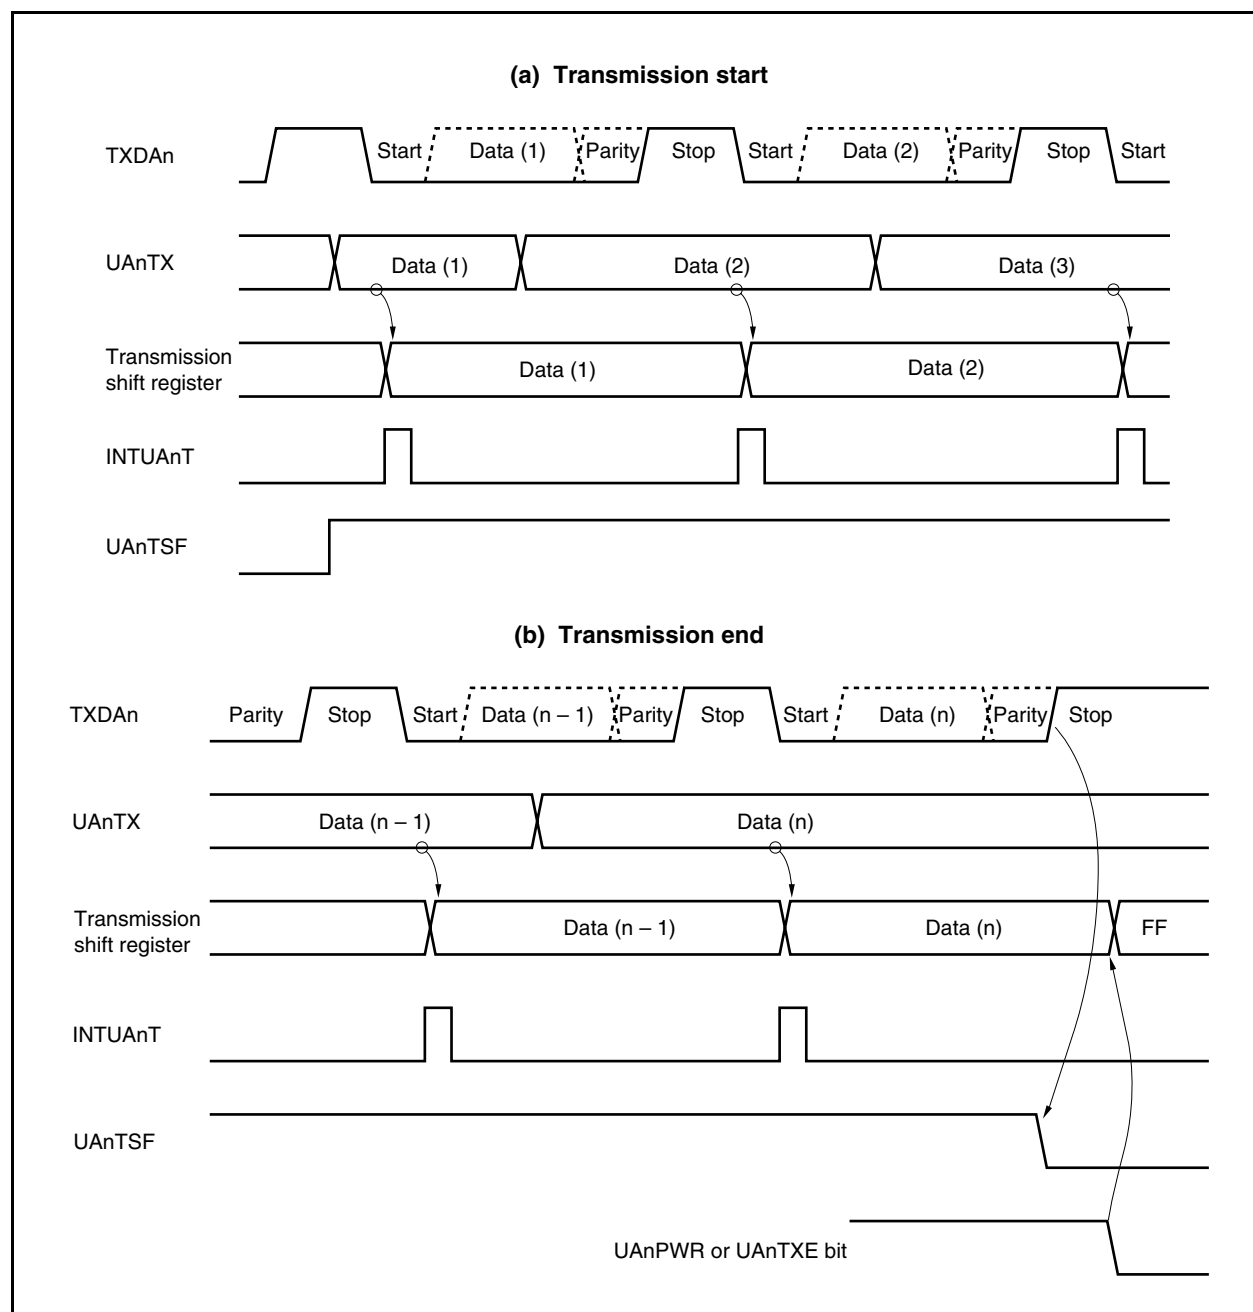 (a) Transmission start
TXDAn
Start Data (1) Parity Stop Start Data (2) Parity Stop Start
UAnTX
Data (1) Data (2) Data (3)
Transmission
shift register
Data (1) Data (2)
INTUAnT
UAnTSF
(b) Transmission end
TXDAn
Parity Stop Start Data (n – 1) Parity Stop Start Data (n) Parity Stop
UAnTX
Data (n – 1) Data (n)
Transmission
shift register
Data (n – 1) Data (n) FF
INTUAnT
UAnTSF
UAnPWR or UAnTXE bit